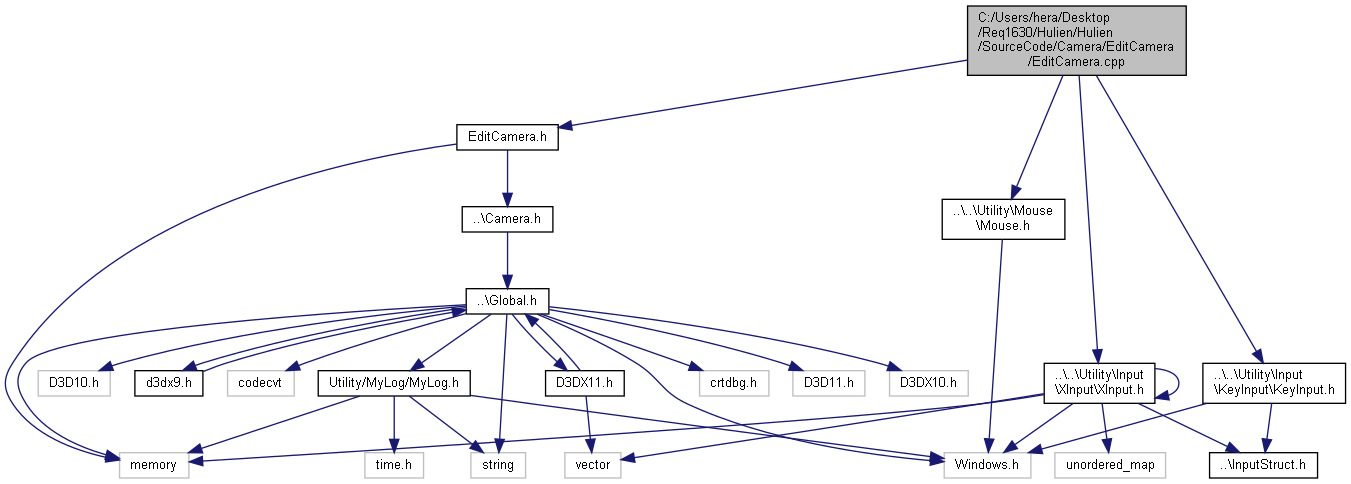 C:/Users/hera/Desktop
/Req1630/Hulien/Hulien
/SourceCode/Camera/EditCamera
/EditCamera.cpp
EditCamera.h
..\Camera.h
..\..\Utility\Mouse
\Mouse.h
..\Global.h
D3D10.h
d3dx9.h
codecvt
Utility/MyLog/MyLog.h
D3DX11.h
crtdbg.h
D3D11.h
D3DX10.h
..\..\Utility\Input
\XInput\XInput.h
..\..\Utility\Input
\KeyInput\KeyInput.h
memory
time.h
string
vector
Windows.h
unordered_map
..\InputStruct.h